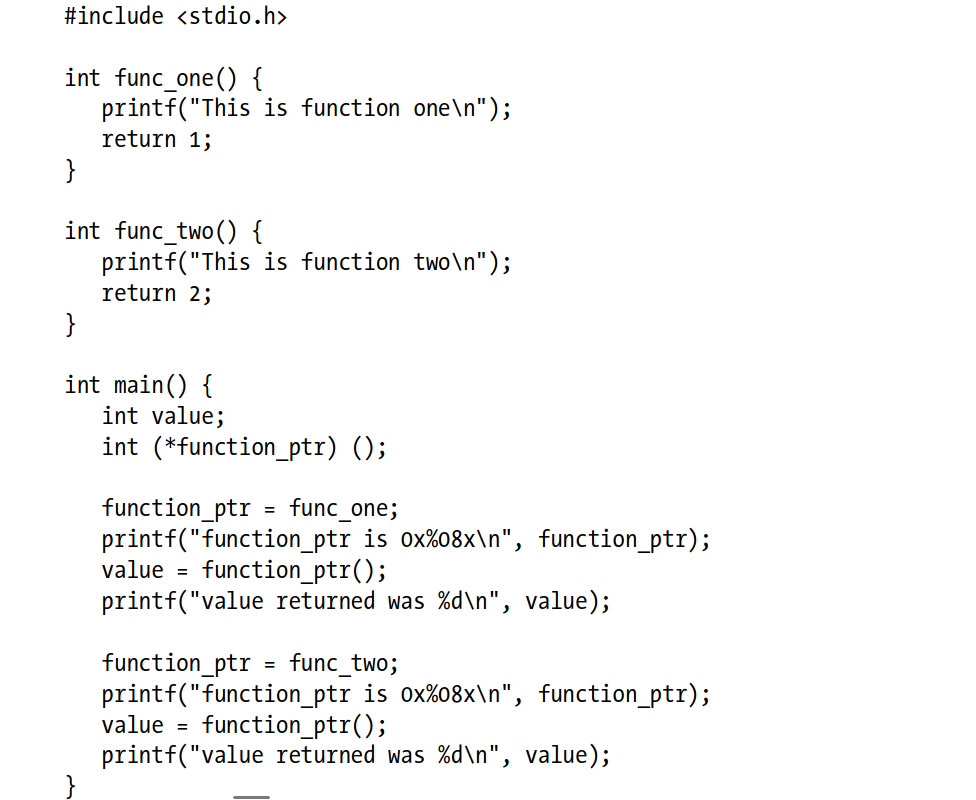 #include <stdio.h>

int func_one() {
   printf("This is function one\n");
   return 1;
}

int func_two() {
   printf("This is function two\n");
   return 2;
}

int main() {
   int value;
   int (*function_ptr) ();

   function_ptr = func_one;
   printf("function_ptr is 0x%08x\n", function_ptr);
   value = function_ptr();
   printf("value returned was %d\n", value);

   function_ptr = func_two;
   printf("function_ptr is 0x%08x\n", function_ptr);
   value = function_ptr();
   printf("value returned was %d\n", value);
}